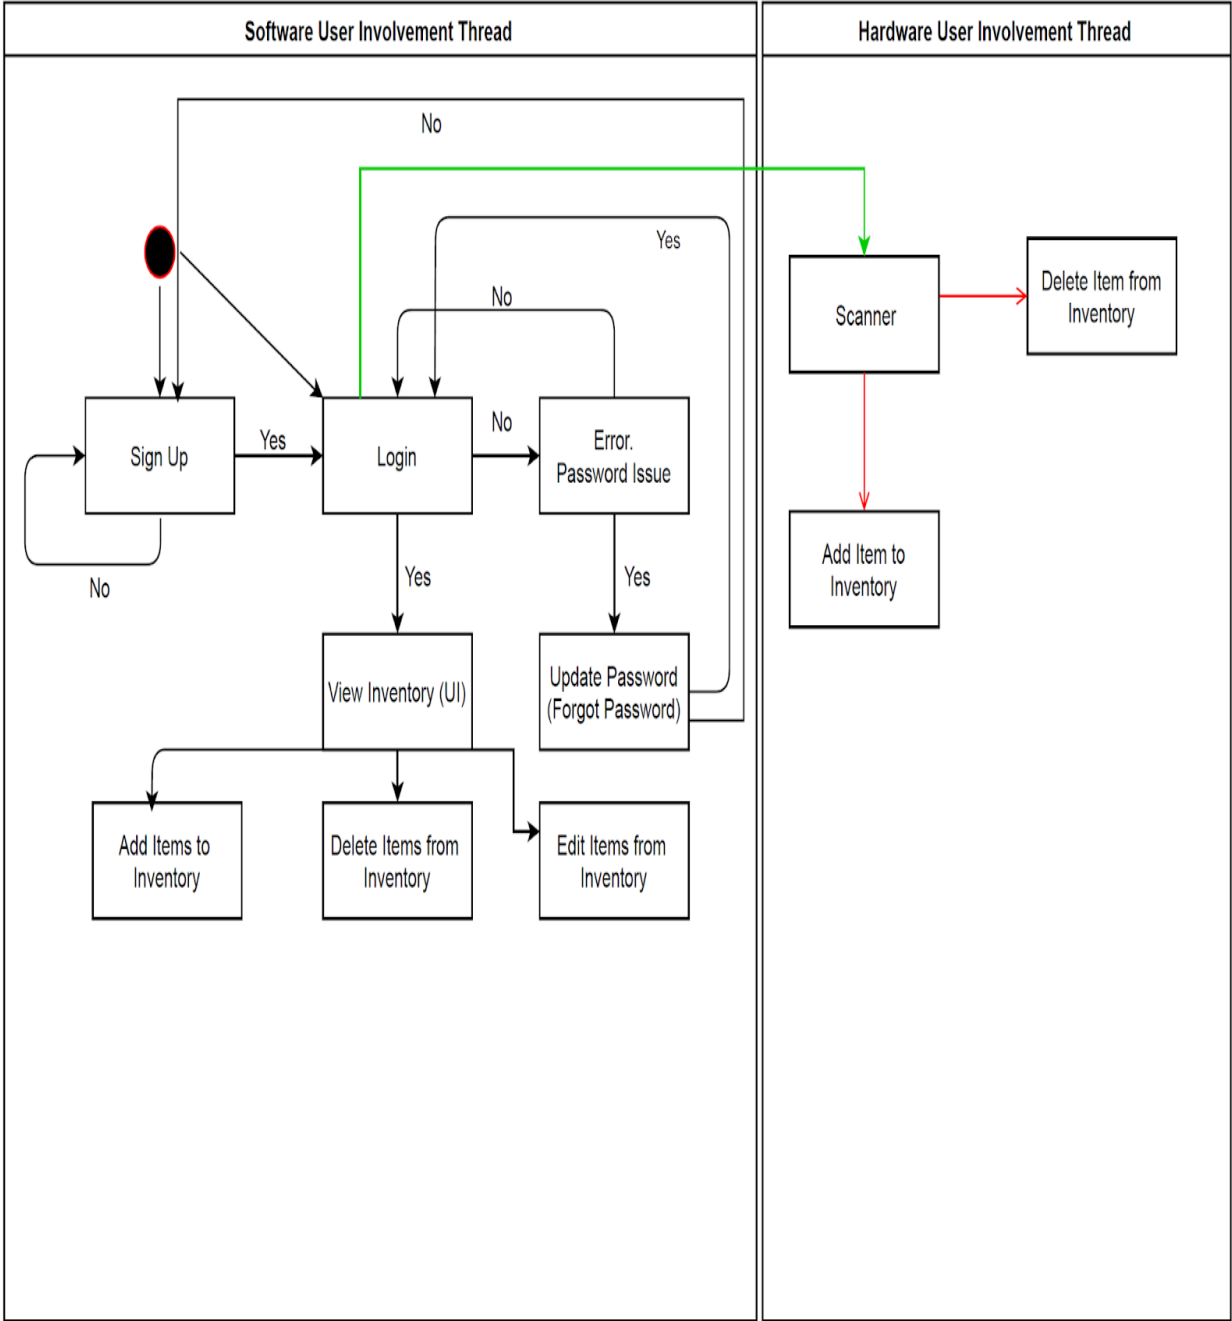 Software User Involvement Thread
Hardware User Involvement Thread
No
Yes
No
Delete Item from
Inventory
Scanner
Sign Up
Yes
Login
No
Error.
Password Issue
No
Yes
Yes
Add Item to
Inventory
View Inventory (UI)
Update Password
(Forgot Password)
Add Items to
Inventory
Delete Items from
Inventory
Edit Items from
Inventory